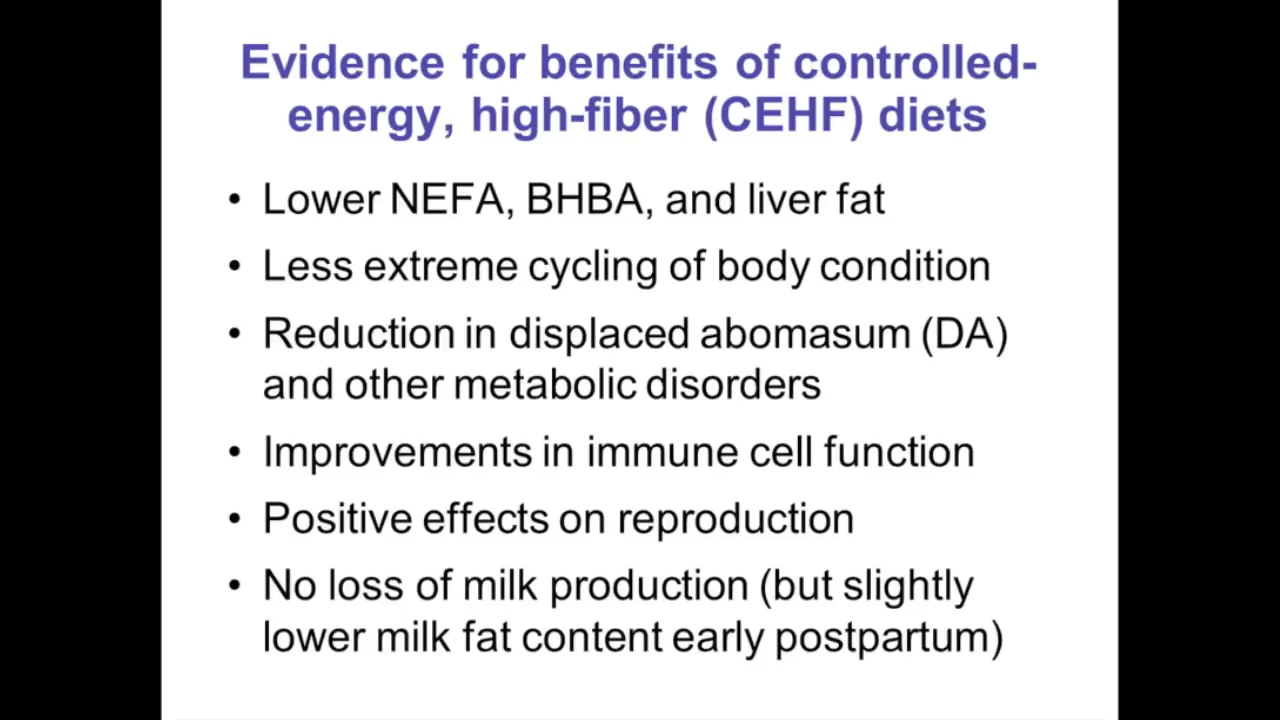 Evidence for benefits of controlled-
energy, high-fiber (CEHF) diets
• Lower NEFA, BHBA, and liver fat
• Less extreme cycling of body condition
• Reduction in displaced abomasum (DA)
and other metabolic disorders
• Improvements in immune cell function
• Positive effects on reproduction
• No loss of milk production (but slightly
lower milk fat content early postpartum)